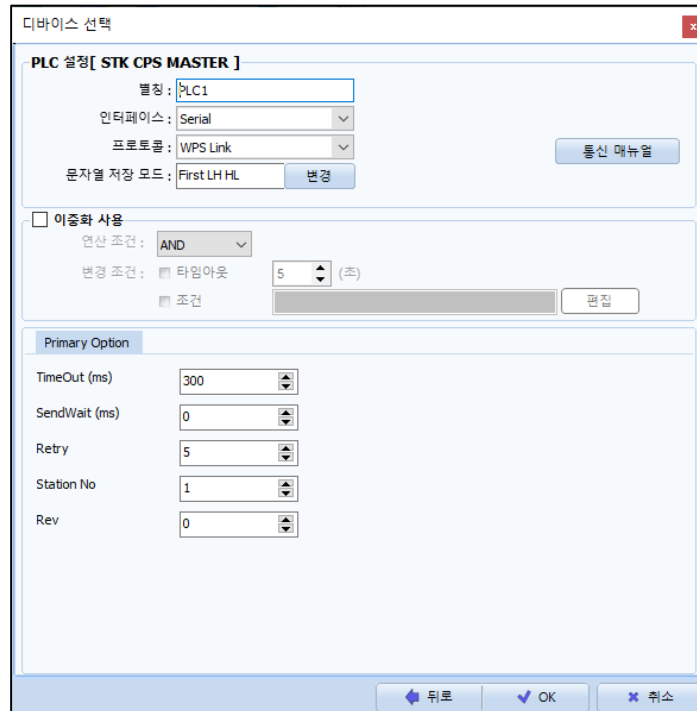 디바이스 선택
PLC 설정[ STK CPS MASTER ]
별칭 : PLC1
인터페이스 : Serial
프로토콜 : WPS Link
통신 매뉴얼
문자열 저장 모드 : First LH HL 변경
이중화 사용
연산 조건 : AND
변경 조건 : 타임아웃 5 (초)
조건 편집
Primary Option
TimeOut (ms) 300
SendWait (ms) 0
Retry 5
Station No 1
Rev 0
뒤로 OK 취소